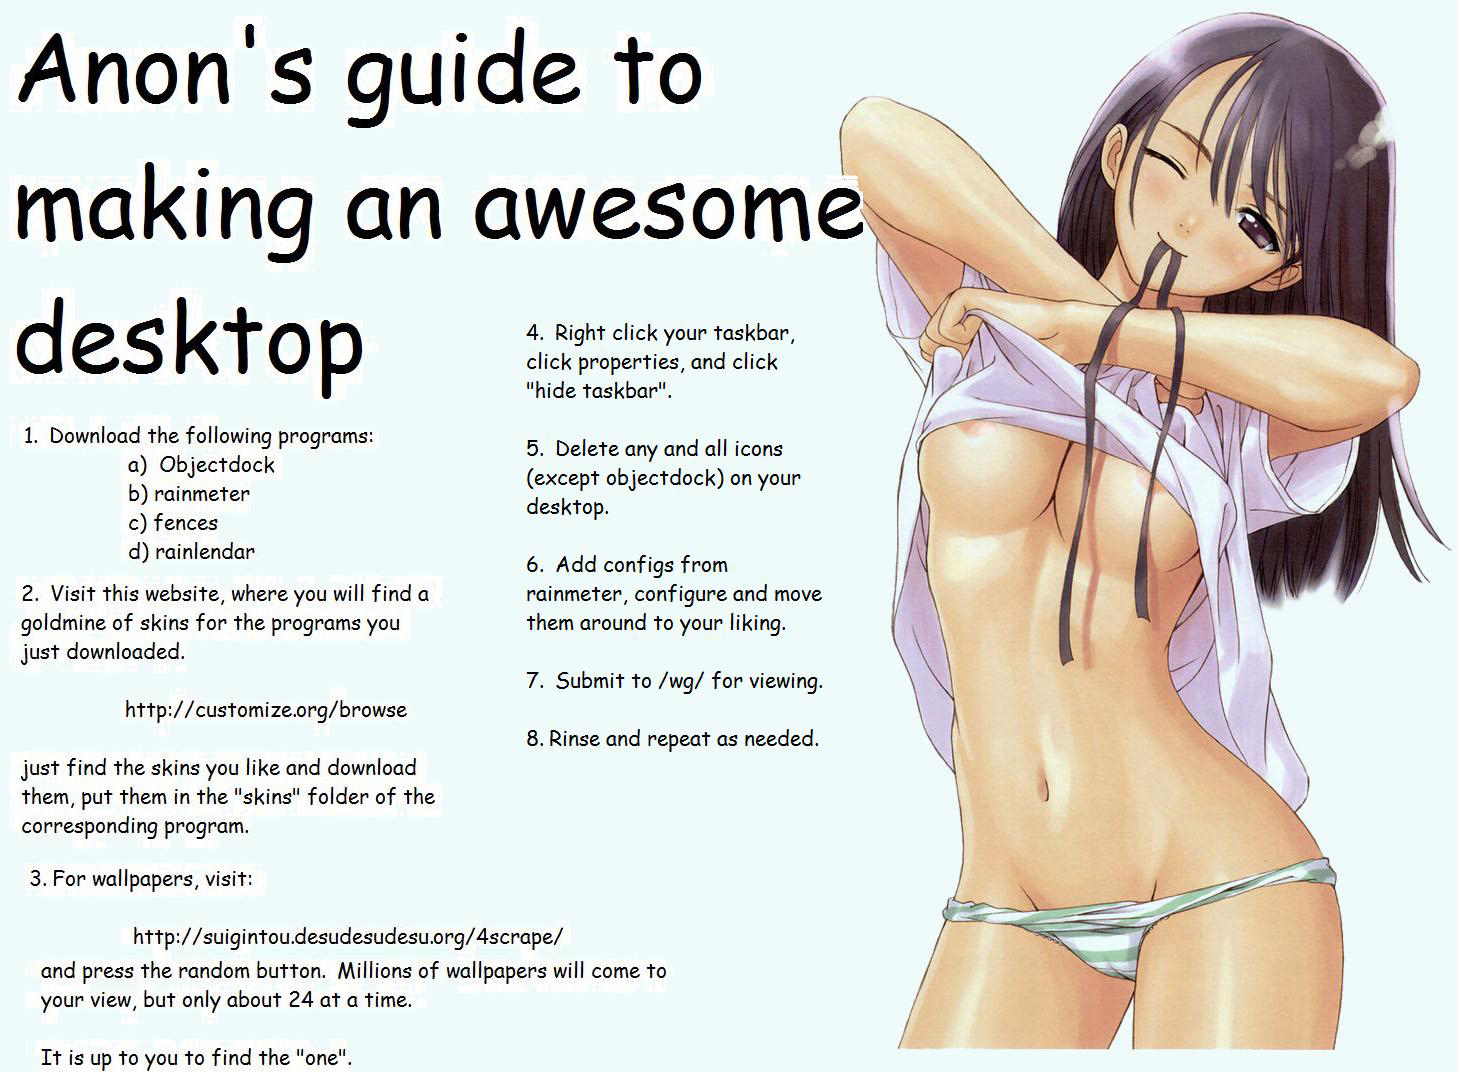 Anon's guide to
making an awesome
desktop
1. Download the following programs:
a) Objectdock
b) rainmeter
c) fences
d) rainlendar
2. Visit this website, where you will find a
goldmine of skins for the programs you
just downloaded.
http://customize.org/browse
just find the skins you like and download
them, put them in the "skins" folder of the
corresponding program.
3. For wallpapers, visit:
http://suigintou.desudesudesu.org/4scrape/
and press the random button. Millions of wallpapers will come to
your view, but only about 24 at a time.
It is up to you to find the "one".
4. Right click your taskbar,
click properties, and click
"hide taskbar".
5. Delete any and all icons
(except objectdock) on your
desktop.
6. Add configs from
rainmeter, configure and move
them around to your liking.
7. Submit to /wg/ for viewing.
8. Rinse and repeat as needed.